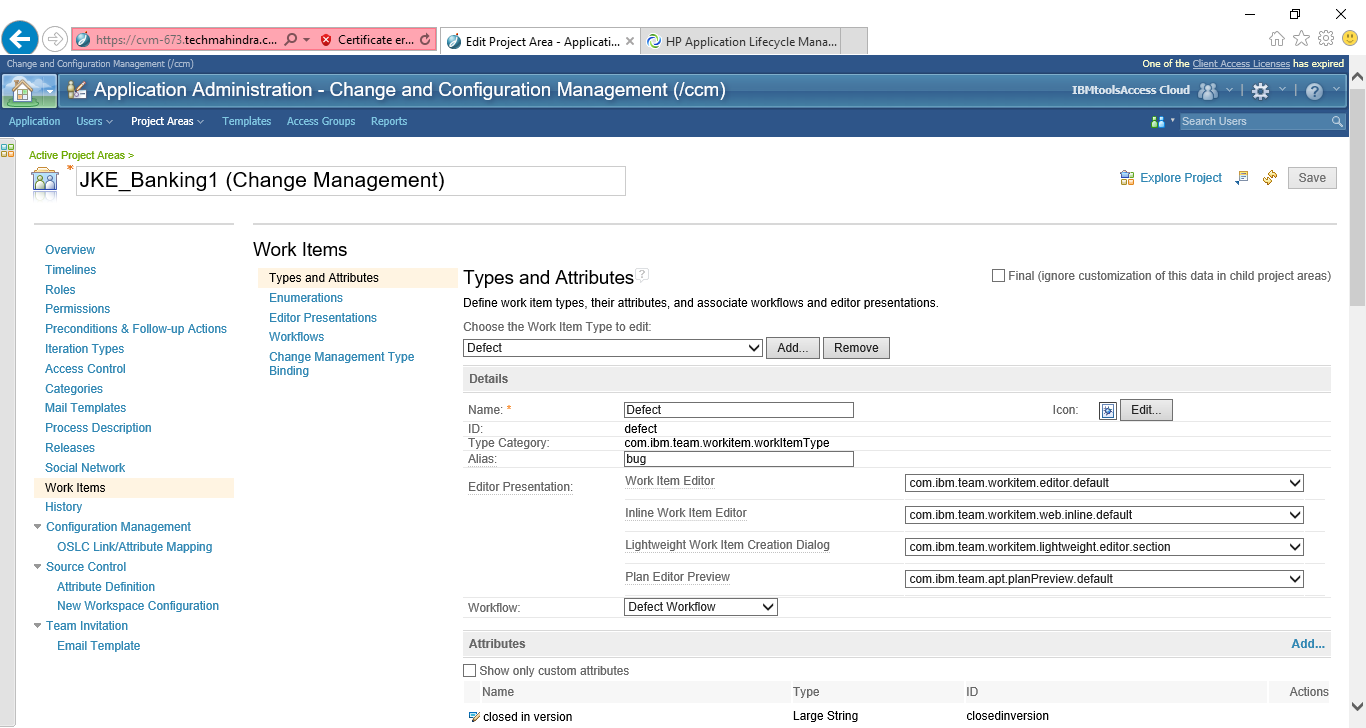 https://cvm-673.techmahindra.c... Certificate er... Edit Project Area - Applicati... HP Application Lifecycle Mana...
Change and Configuration Management (/ccm) One of the Client Access Licenses has expired
Application Administration - Change and Configuration Management (/ccm) IBMtoolsAccess Cloud
Application Users Project Areas Templates Access Groups Reports Search Users
Active Project Areas >
* JKE_Banking1 (Change Management) Explore Project Save
Overview
Timelines
Roles
Permissions
Preconditions & Follow-up Actions
Iteration Types
Access Control
Categories
Mail Templates
Process Description
Releases
Social Network
Work Items
History
Configuration Management
OSLC Link/Attribute Mapping
Source Control
Attribute Definition
New Workspace Configuration
Team Invitation
Email Template
Work Items
Types and Attributes
Enumerations
Editor Presentations
Workflows
Change Management Type
Binding
Types and Attributes ? Final (ignore customization of this data in child project areas)
Define work item types, their attributes, and associate workflows and editor presentations.
Choose the Work Item Type to edit:
Defect Add... Remove
Details
Name: * Defect Icon: Edit...
ID: defect
Type Category: com.ibm.team.workitem.workItemType
Alias: bug
Editor Presentation: Work Item Editor com.ibm.team.workitem.editor.default
Inline Work Item Editor com.ibm.team.workitem.web.inline.default
Lightweight Work Item Creation Dialog com.ibm.team.workitem.lightweight.editor.section
Plan Editor Preview com.ibm.team.apt.planPreview.default
Workflow: Defect Workflow
Attributes Add...
Show only custom attributes
Name Type ID Actions
closed in version Large String closedinversion